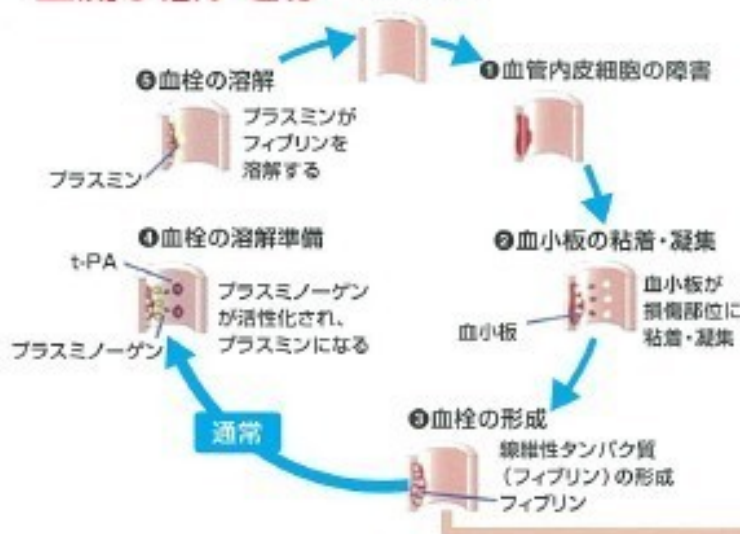 ❶血管内皮細胞の障害
❷血小板の粘着・凝集
血小板が
損傷部位に
粘着・凝集
血小板
❸血栓の形成
線維性タンパク質
（フィブリン）の形成
フィブリン
通常
❹血栓の溶解準備
t-PA
プラスミノーゲン
が活性化され、
プラスミンになる
プラスミノーゲン
❺血栓の溶解
プラスミンが
フィブリンを
溶解する
プラスミン